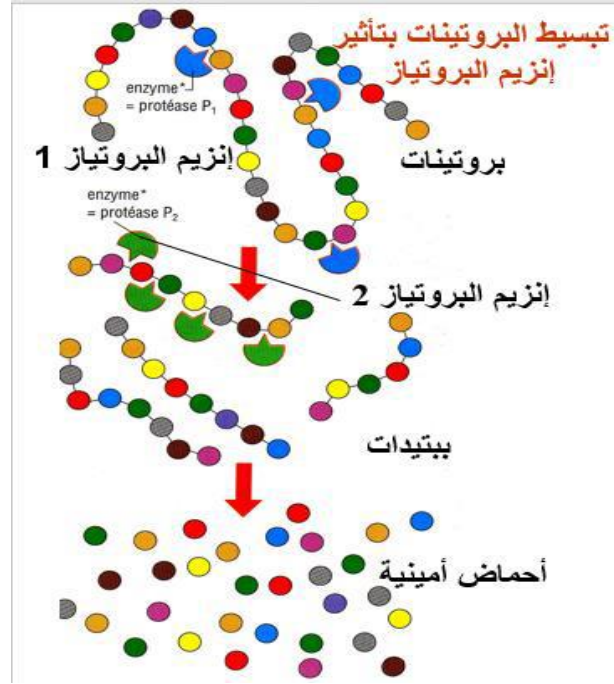 تبسيط البروتينات بتأثير
إنزيم البروتياز
enzyme*
= protéase P₁
إنزيم البروتياز 1
بروتينات
enzyme*
= protéase P₂
إنزيم البروتياز 2
ببتيدات
أحماض أمينية